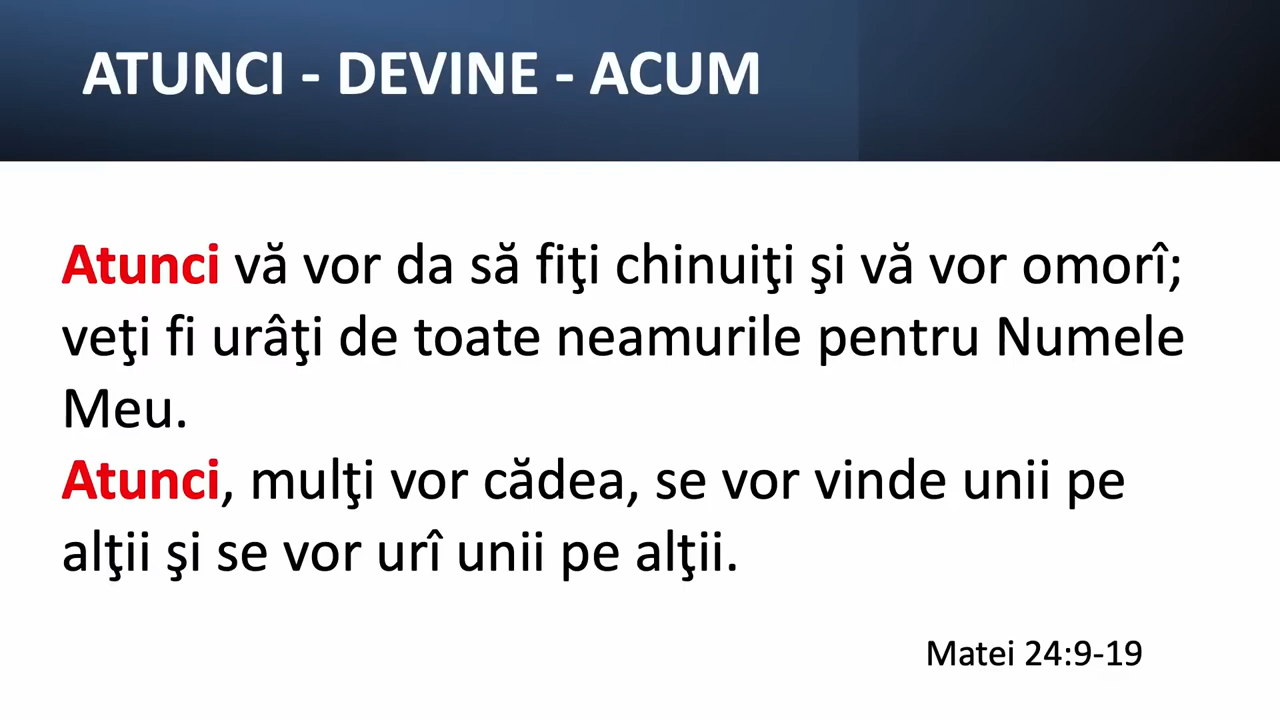 ATUNCI - DEVINE - ACUM
Atunci vă vor da să fiţi chinuiţi şi vă vor omorî;
veţi fi urâţi de toate neamurile pentru Numele
Meu.
Atunci, mulţi vor cădea, se vor vinde unii pe
alţii şi se vor urî unii pe alţii.
Matei 24:9-19